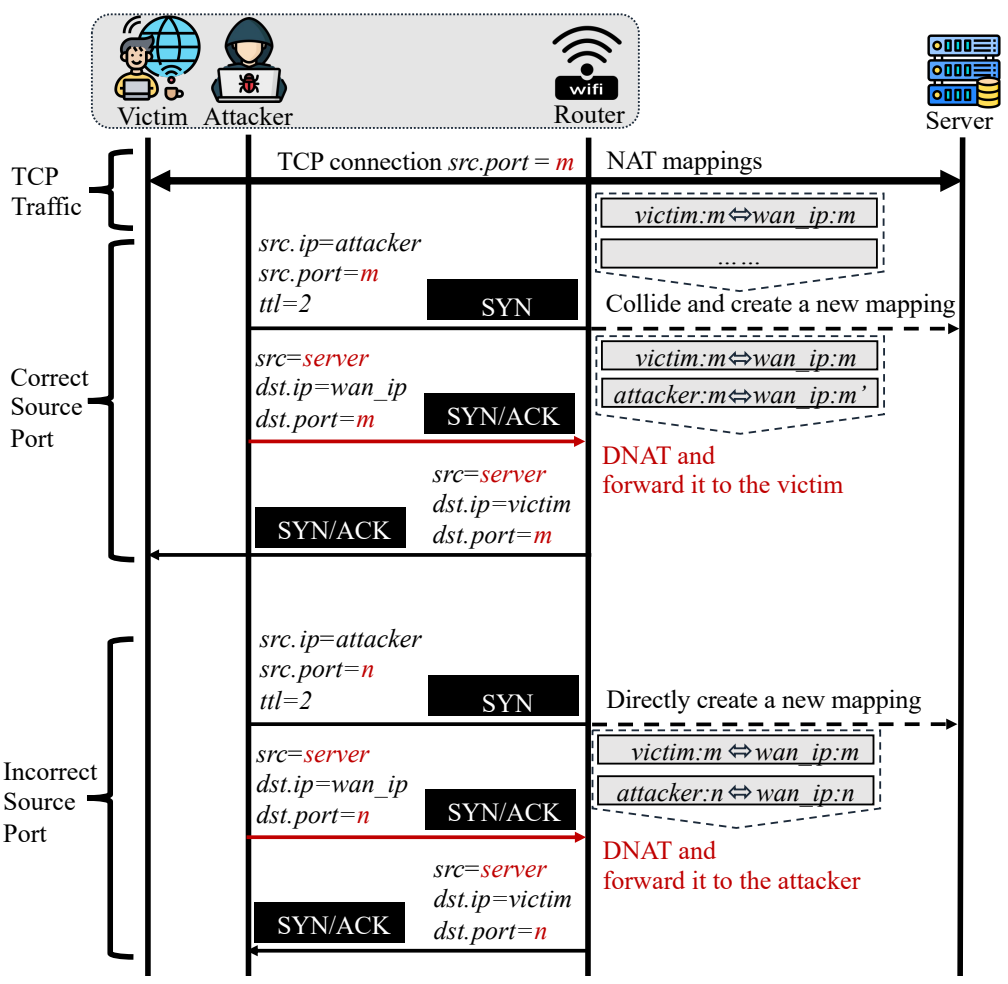 wifi
Victim
Attacker
Router
Server
TCP
Traffic
TCP connection src.port = m
NAT mappings
victim:m⇔wan_ip:m
... ...
src.ip=attacker
src.port=m
ttl=2
SYN
Collide and create a new mapping
Correct
Source
Port
src=server
dst.ip=wan_ip
dst.port=m
SYN/ACK
victim:m⇔wan_ip:m
attacker:m⇔wan_ip:m’
DNAT and
forward it to the victim
src=server
dst.ip=victim
dst.port=m
SYN/ACK
src.ip=attacker
src.port=n
ttl=2
SYN
Directly create a new mapping
Incorrect
Source
Port
src=server
dst.ip=wan_ip
dst.port=n
SYN/ACK
victim:m⇔wan_ip:m
attacker:n⇔wan_ip:n
DNAT and
forward it to the attacker
src=server
dst.ip=victim
dst.port=n
SYN/ACK